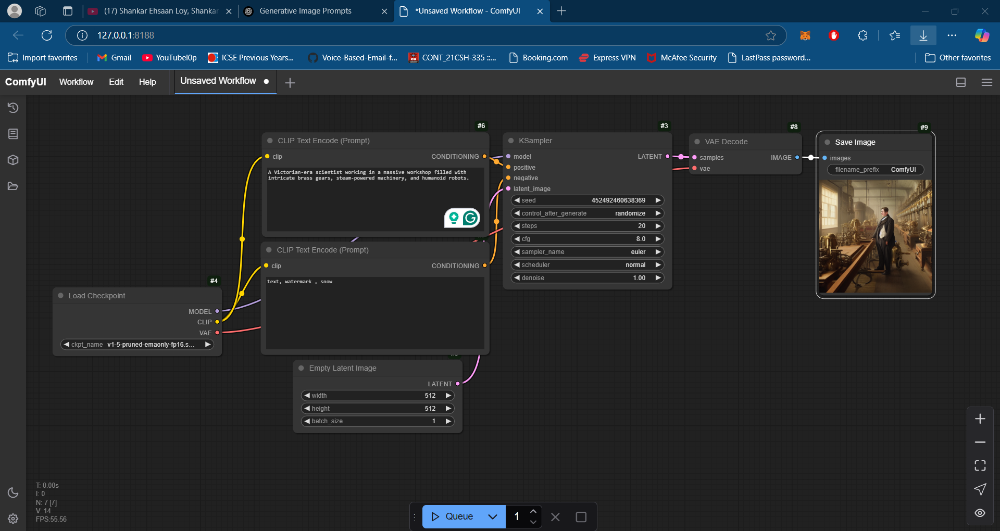 (17) Shankar Ehsaan Loy, Shankar
Generative Image Prompts
*Unsaved Workflow - ComfyUI
127.0.0.1:8188
Import favorites
Gmail
YouTubel0p
ICSE Previous Years...
Voice-Based-Email-f...
CONT_21CSH-335 ::...
Booking.com
Express VPN
McAfee Security
LastPass password...
Other favorites
ComfyUI
Workflow
Edit
Help
Unsaved Workflow
#6
CLIP Text Encode (Prompt)
clip
CONDITIONING
A Victorian-era scientist working in a massive workshop filled with
intricate brass gears, steam-powered machinery, and humanoid robots.
CLIP Text Encode (Prompt)
clip
CONDITIONING
text, watermark , snow
#4
Load Checkpoint
MODEL
CLIP
VAE
ckpt_name v1-5-pruned-emaonly-fp16.s...
Empty Latent Image
LATENT
width 512
height 512
batch_size 1
#3
KSampler
model
LATENT
positive
negative
latent_image
seed 452492460638369
control_after_generate randomize
steps 20
cfg 8.0
sampler_name euler
scheduler normal
denoise 1.00
#8
VAE Decode
samples
IMAGE
vae
#9
Save Image
images
filename_prefix ComfyUI
T: 0.00s
I: 0
N: 7 [7]
V: 14
FPS:55.56
Queue
1